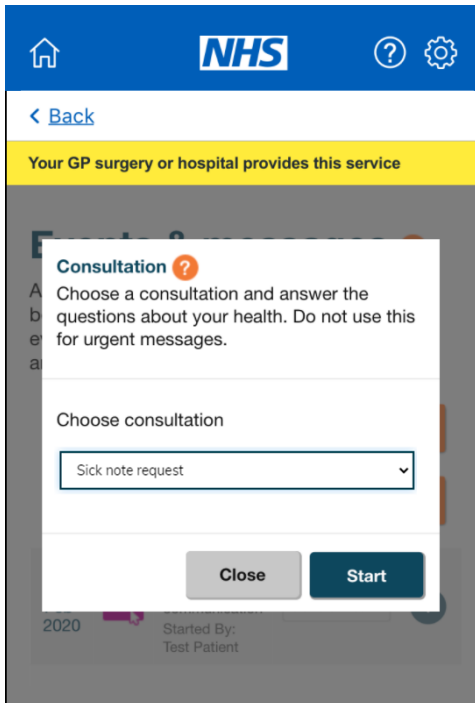 NHS
?
Back
Your GP surgery or hospital provides this service
Events & messages
Consultation ?
Choose a consultation and answer the
questions about your health. Do not use this
for urgent messages.
Choose consultation
Sick note request
Close
Start
2020
Started By:
Test Patient